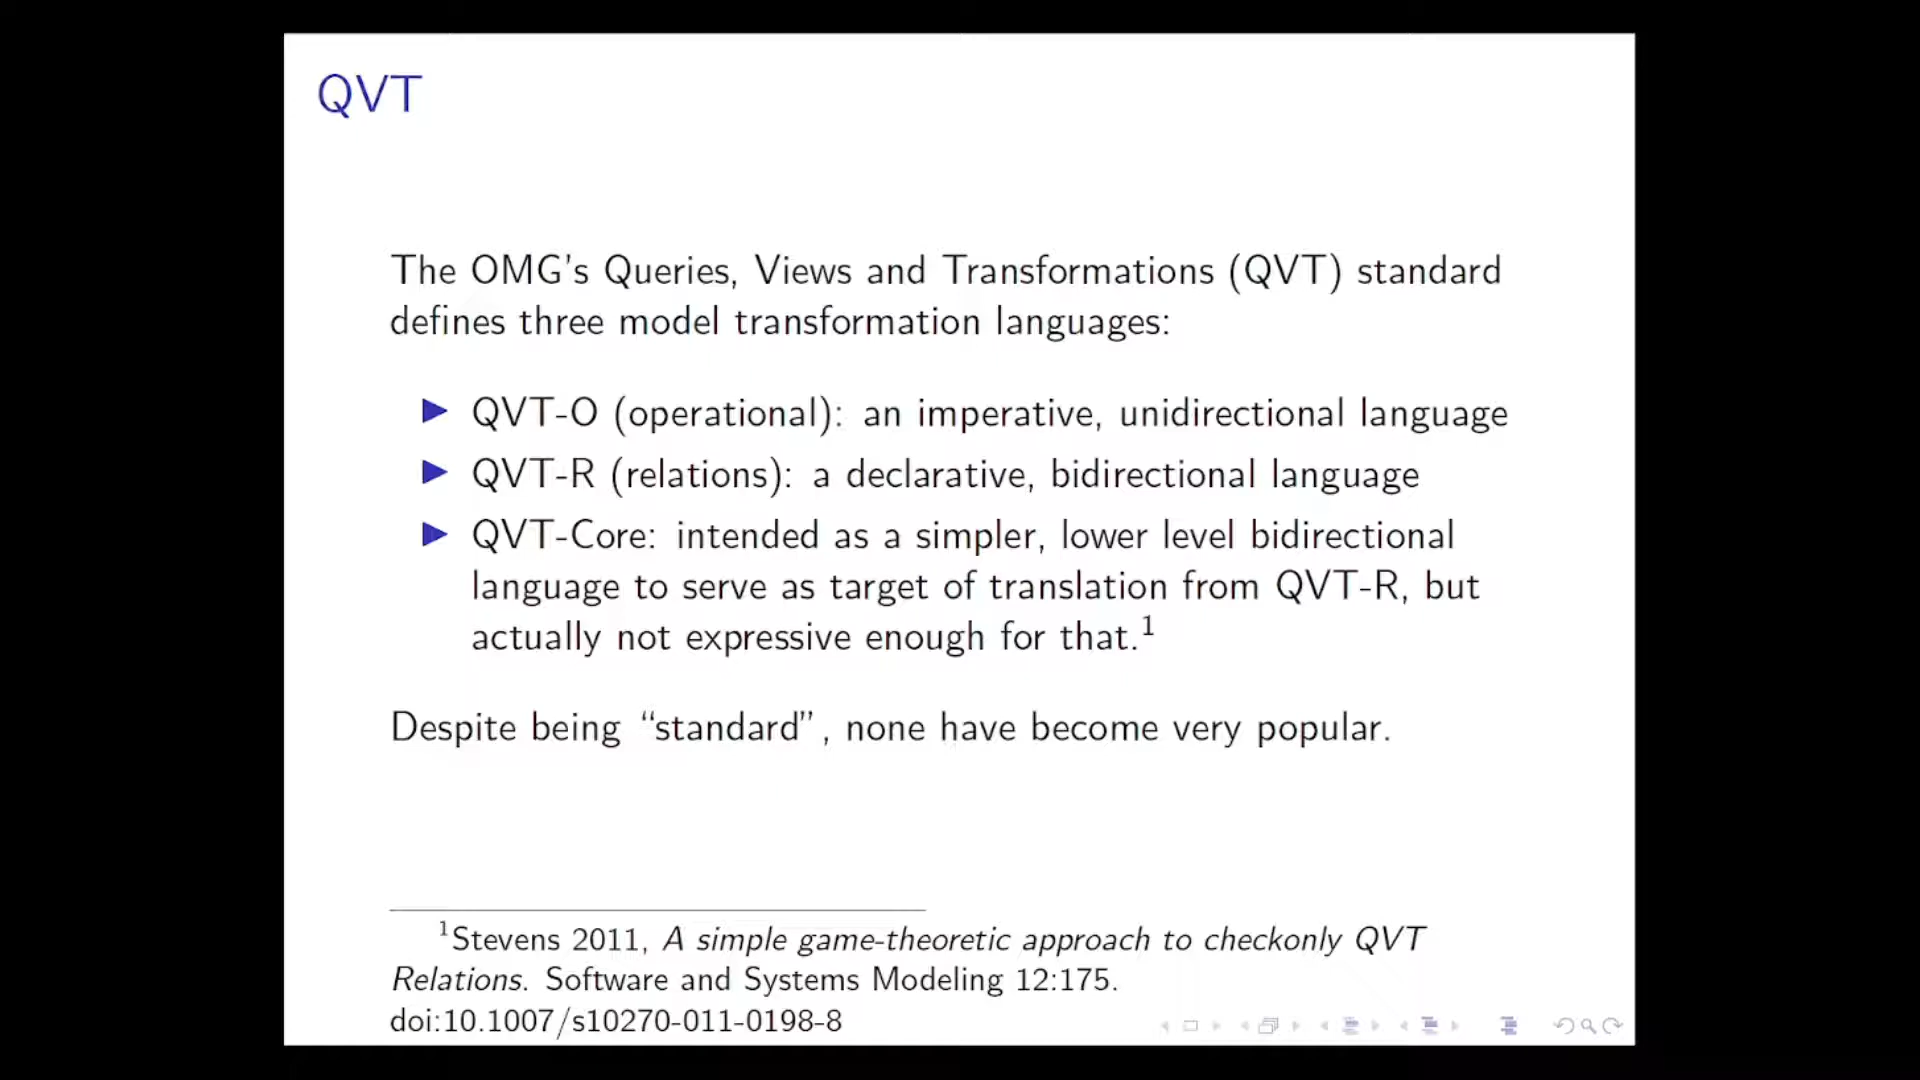 QVT
The OMG's Queries, Views and Transformations (QVT) standard
defines three model transformation languages:
▶ QVT-O (operational): an imperative, unidirectional language
▶ QVT-R (relations): a declarative, bidirectional language
▶ QVT-Core: intended as a simpler, lower level bidirectional
language to serve as target of translation from QVT-R, but
actually not expressive enough for that.¹
Despite being “standard”, none have become very popular.
¹Stevens 2011, A simple game-theoretic approach to checkonly QVT
Relations. Software and Systems Modeling 12:175.
doi:10.1007/s10270-011-0198-8